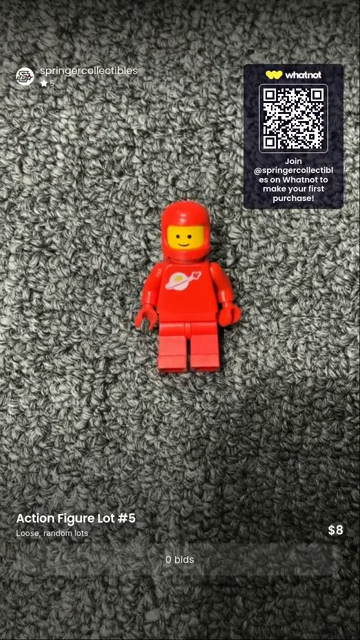 springercollectibles
whatnot
Join
@springercollectibl
es on Whatnot to
make your first
purchase!
Action Figure Lot #5
Loose, random lots
$8
0 bids